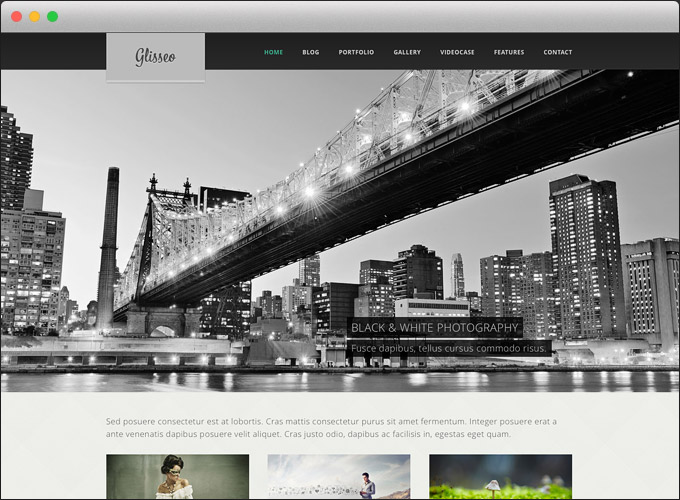 Glisseo
HOME BLOG PORTFOLIO GALLERY VIDEOCASE FEATURES CONTACT
BLACK & WHITE PHOTOGRAPHY
Fusce dapibus, tellus cursus commodo risus.
Sed posuere consectetur est at lobortis. Cras mattis consectetur purus sit amet fermentum. Integer posuere erat a
ante venenatis dapibus posuere velit aliquet. Cras justo odio, dapibus ac facilisis in, egestas eget quam.